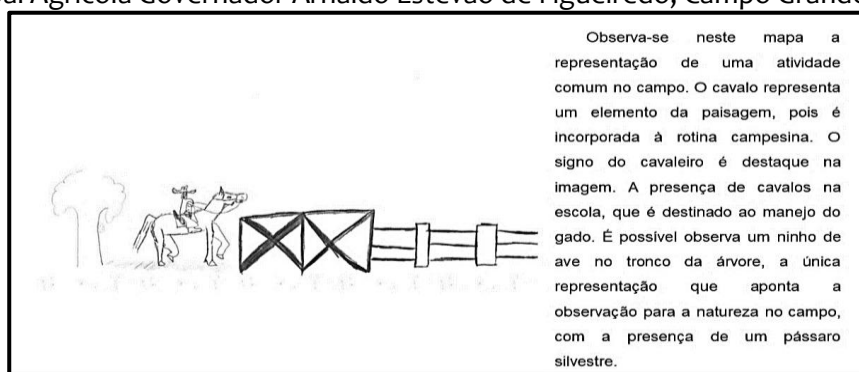 Agrícola Governador Arnaldo Estevão de Figueiredo, Campo Grande
Observa-se neste mapa a
representação de uma atividade
comum no campo. O cavalo representa
um elemento da paisagem, pois é
incorporada à rotina campesina. O
signo do cavaleiro é destaque na
imagem. A presença de cavalos na
escola, que é destinado ao manejo do
gado. É possível observa um ninho de
ave no tronco da árvore, a única
representação que aponta a
observação para a natureza no campo,
com a presença de um pássaro
silvestre.